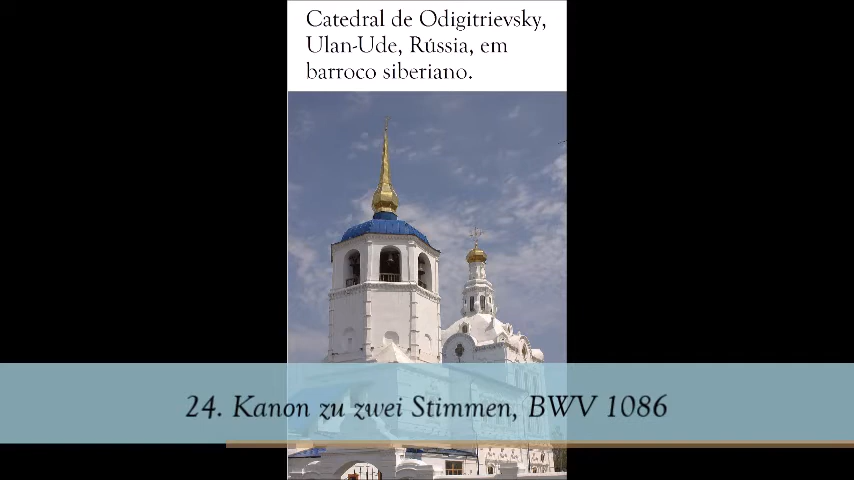 Catedral de Odigitrievsky,
Ulan-Ude, Rússia, em
barroco siberiano.
24. Kanon zu zwei Stimmen, BWV 1086